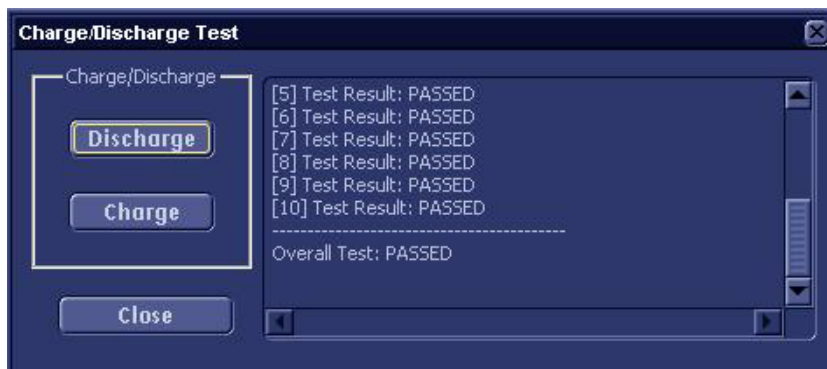 Charge/Discharge Test
Charge/Discharge
Discharge
Charge
Close
[5] Test Result: PASSED
[6] Test Result: PASSED
[7] Test Result: PASSED
[8] Test Result: PASSED
[9] Test Result: PASSED
[10] Test Result: PASSED
------------------------------------------
Overall Test: PASSED